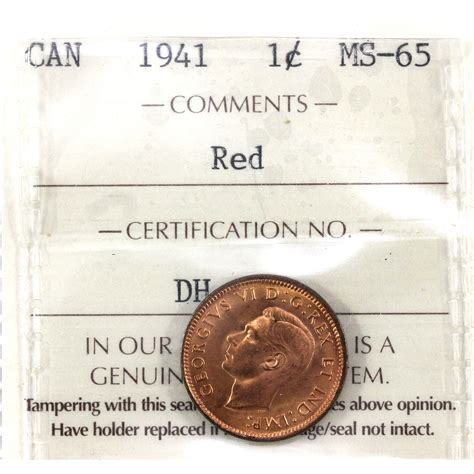 CAN 1941 1¢ MS-65
— COMMENTS —
Red
— CERTIFICATION NO. —
DH
GEORGIVS VI D:G:REX ET IND:IMP:
IN OUR IS A
GENUIN EM.
Tampering with this sea es above opinion.
Have holder replaced if ge/seal not intact.